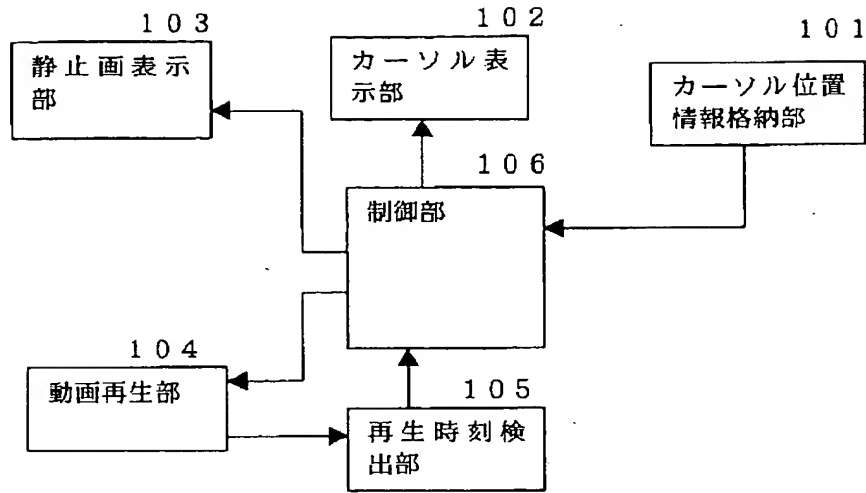 103
静止画表示
部
102
カーソル表
示部
101
カーソル位置
情報格納部
106
制御部
104
動画再生部
105
再生時刻検
出部